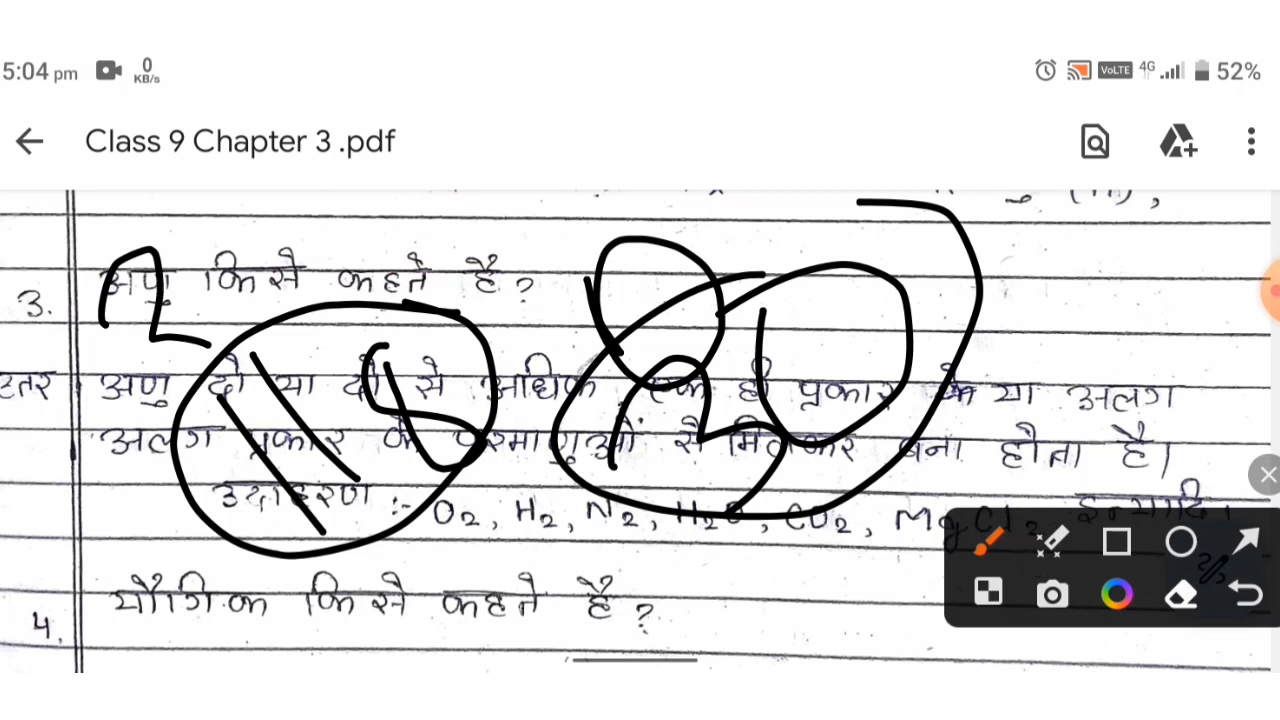 5:04 pm 0 KB/s VoLTE 4G 52%
Class 9 Chapter 3 .pdf
(iii),
3. अणु किसे कहते हैं ?
उत्तर अणु दो या दो से अधिक एक ही प्रकार के या अलग
अलग प्रकार के परमाणुओं से मिलकर बना होता है।
उदाहरण :- O2, H2, N2, H2O, CO2, MgCl2 इत्यादि।
4. यौगिक किसे कहते हैं ?